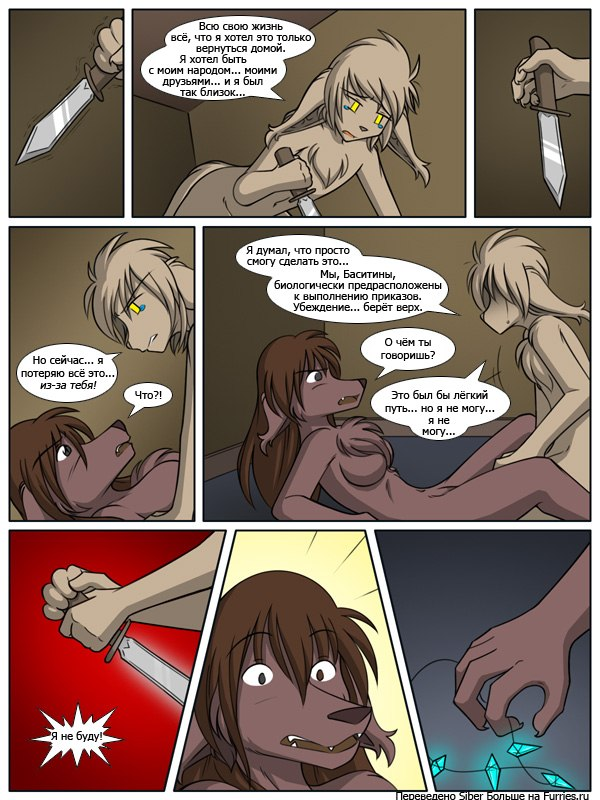 Всю свою жизнь
всё, что я хотел это только
вернуться домой.
Я хотел быть
с моим народом... моими
друзьями... и я был
так близок...
Но сейчас... я
потеряю всё это...
из-за тебя!
Что?!
Я думал, что просто
смогу сделать это...
Мы, Баситины,
биологически предрасположены
к выполнению приказов.
Убеждение... берёт верх.
О чём ты
говоришь?
Это был бы лёгкий
путь... но я не могу...
я не
могу...
Я не буду!
Переведено Siber Больше на Furries.ru